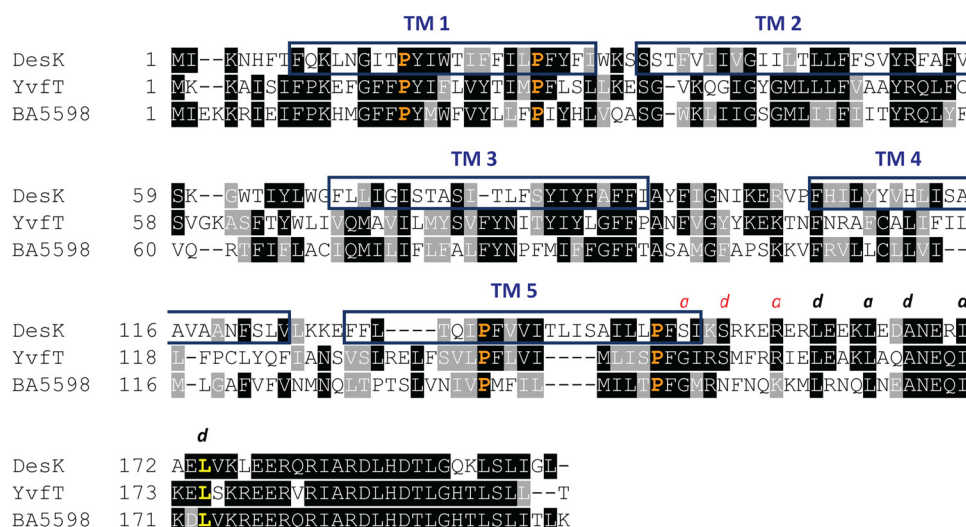 TM 1 TM 2
DesK 1 MI--KNHFTFQKLNGITPYIWTIFFILPFYFIWKSSSTFVIIVGIILTLLFFSVYRFAFV
YvfT 1 MK--KAISIFPKEFGFFPYIFLVYTIMPFLSLLKESG-VKQGIGYGMLLLFVAAYRQLFC
BA5598 1 MIEKKRIEIFPKHMGFFPYMWFVYLLFPIYHLVQASG-WKLIIGSGMLIIFIITYRQLYF
TM 3 TM 4
DesK 59 SK--GWTIYLWGFLLIGISTASI-TLFSYIYFAFFIAYFIGNIKERVPFHILYYVHLISA
YvfT 58 SVGKASFTYWLIVQMAVILMYSVFYNITYIYLGFFPANFVGYYKEKTNFNRAFCALIFIL
BA5598 60 VQ--RTFIFLACIQMILIFLFALFYNPFMIFFGFFTASAMGFAPSKKVFRVLLCLLVI--
TM 5 a d a d a d a
DesK 116 AVAANFSLVLKKEFFL----TQIPFVVITLISAILLPFSIKSRKERERLEEKLEDANERI
YvfT 118 L-FPCLYQFIANSVSLRELFSVLPFLVI----MLISPFGIRSMFRRIELEAKLAQANEQI
BA5598 116 M-LGAFVFVNMNQLTPTSLVNIVPMFIL----MILTPFGMRNFNQKKMLRNQLNEANEQI
d
DesK 172 AELVKLEERQRIARDLHDTLGQKLSLIGL-
YvfT 173 KELSKREERVRIARDLHDTLGHTLSLL--T
BA5598 171 KDLVKREERQRIARDLHDTLGHTLSLITLK